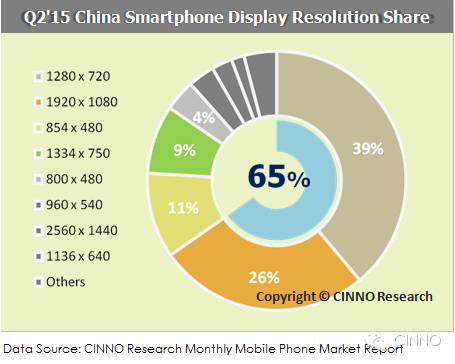 Q2'15 China Smartphone Display Resolution Share
1280 x 720
1920 x 1080
854 x 480
1334 x 750
800 x 480
960 x 540
2560 x 1440
1136 x 640
Others
39%
26%
11%
9%
4%
65%
Copyright © CINNO Research
CINNO
Data Source: CINNO Research Monthly Mobile Phone Market Report